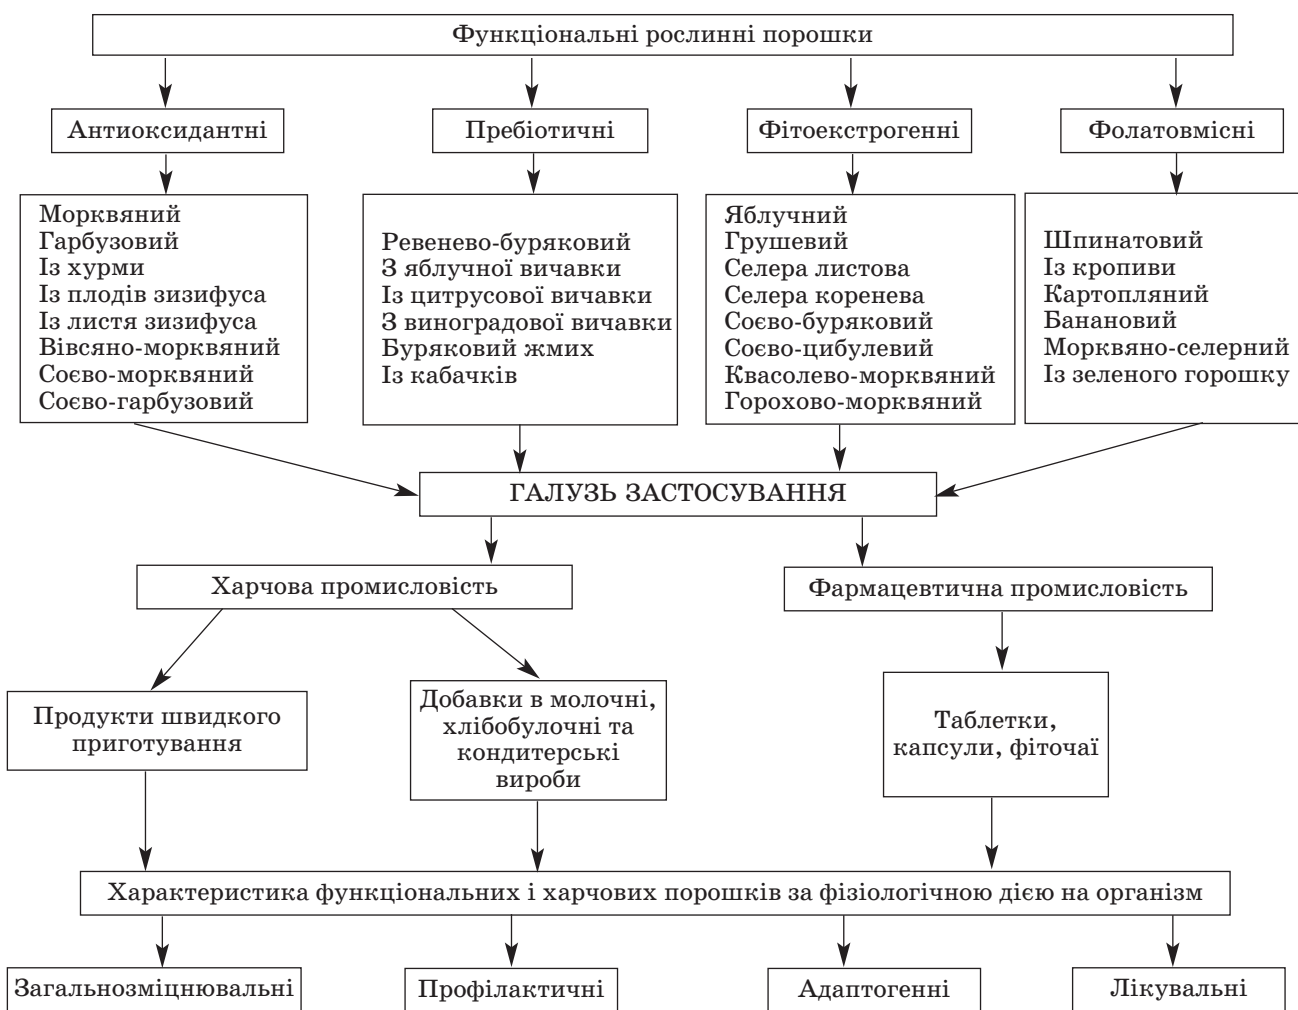 Функціональні рослинні порошки
Антиоксидантні
Пребіотичні
Фітоекстрогенні
Фолатовмісні
Морквяний
Гарбузовий
Із хурми
Із плодів зизифуса
Із листя зизифуса
Вівсяно-морквяний
Соєво-морквяний
Соєво-гарбузовий
Ревенево-буряковий
З яблучної вичавки
Із цитрусової вичавки
З виноградової вичавки
Буряковий жмих
Із кабачків
Яблучний
Грушевий
Селера листова
Селера коренева
Соєво-буряковий
Соєво-цибулевий
Квасолево-морквяний
Горохово-морквяний
Шпинатовий
Із кропиви
Картопляний
Банановий
Морквяно-селерний
Із зеленого горошку
ГАЛУЗЬ ЗАСТОСУВАННЯ
Харчова промисловість
Фармацевтична промисловість
Продукти швидкого
приготування
Добавки в молочні,
хлібобулочні та
кондитерські
вироби
Таблетки,
капсули, фіточаї
Характеристика функціональних і харчових порошків за фізіологічною дією на організм
Загальнозміцнювальні
Профілактичні
Адаптогенні
Лікувальні